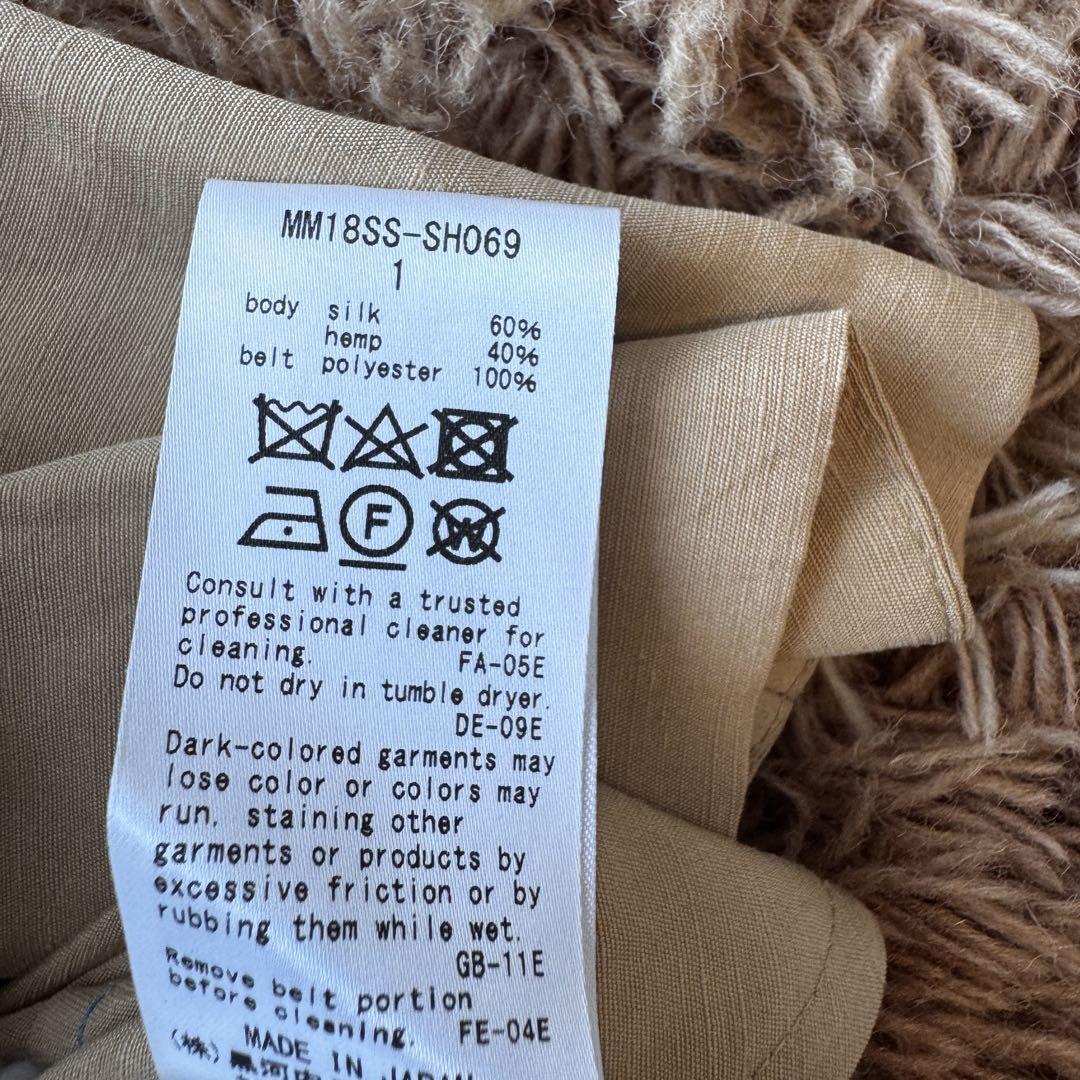 MM18SS-SH069
1
body silk 60%
hemp 40%
belt polyester 100%
F
W
Consult with a trusted
professional cleaner for
cleaning. FA-05E
Do not dry in tumble dryer.
DE-09E
Dark-colored garments may
lose color or colors may
run, staining other
garments or products by
excessive friction or by
rubbing them while wet.
GB-11E
Remove belt portion
before cleaning. FE-04E
MADE IN JAPAN
(株)黒河内